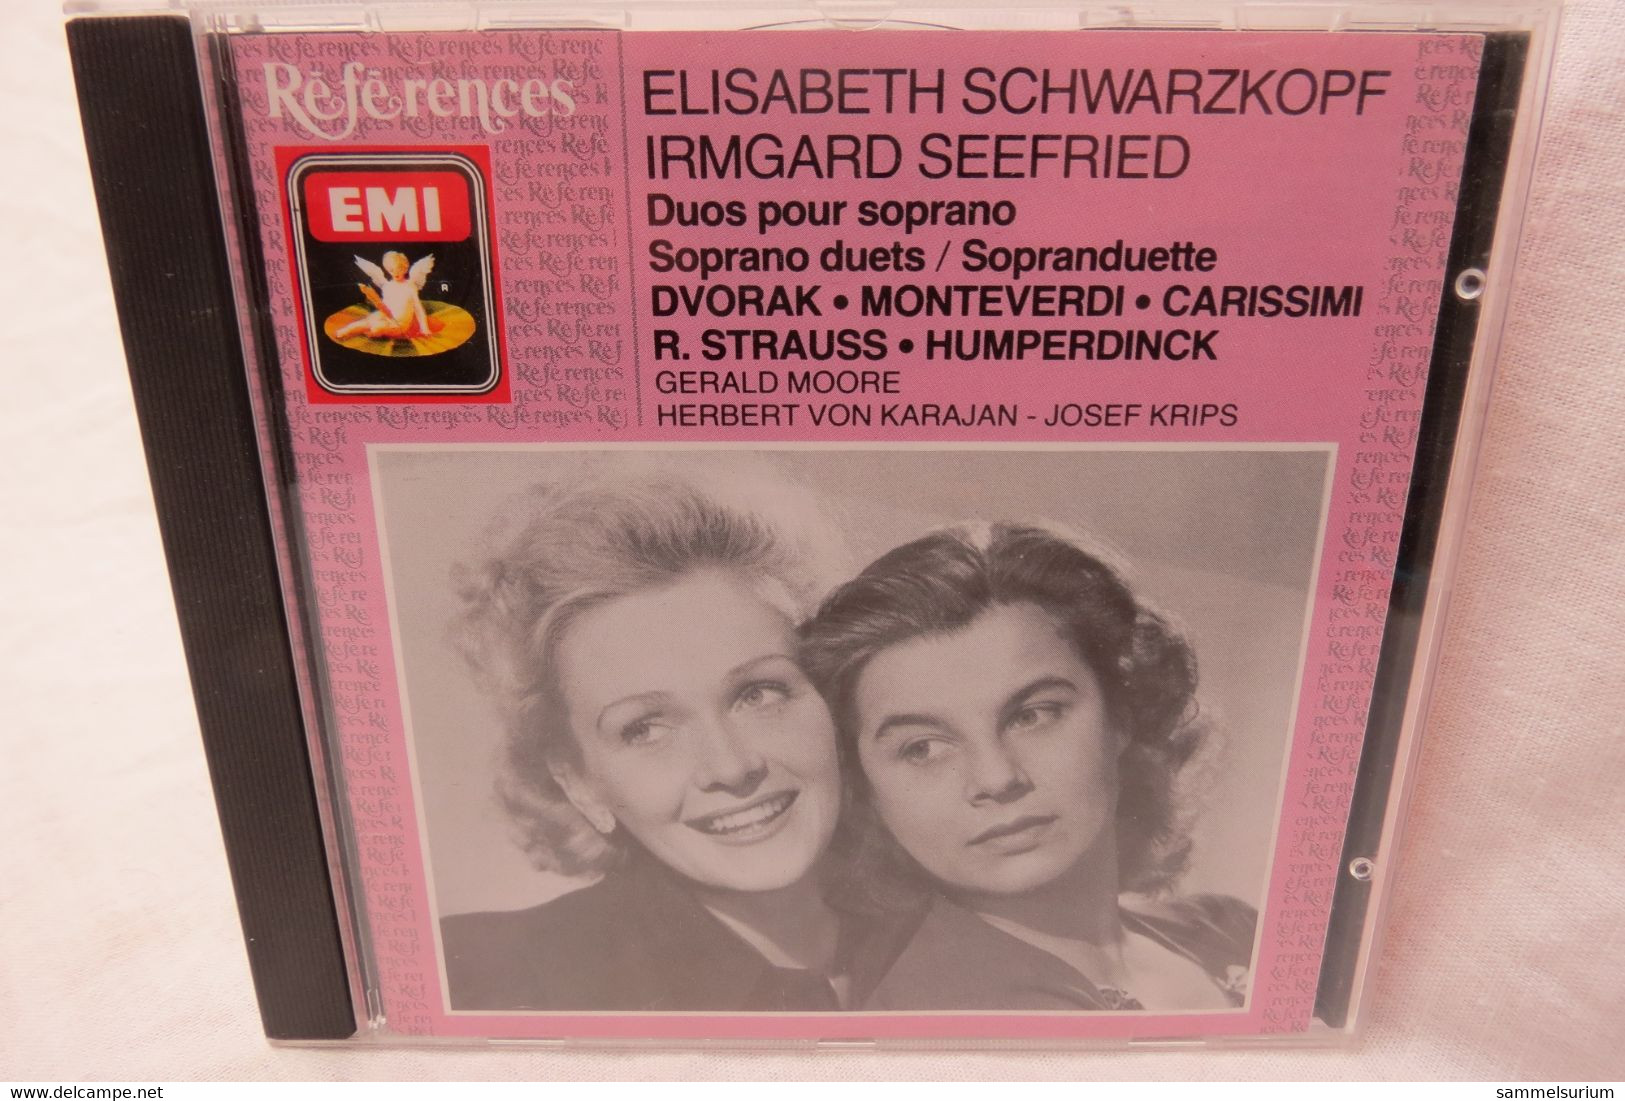 Références
EMI
R
ELISABETH SCHWARZKOPF
IRMGARD SEEFRIED
Duos pour soprano
Soprano duets / Sopranduette
DVORAK • MONTEVERDI • CARISSIMI
R. STRAUSS • HUMPERDINCK
GERALD MOORE
HERBERT VON KARAJAN - JOSEF KRIPS
©Delcampe.net
sammelsurium